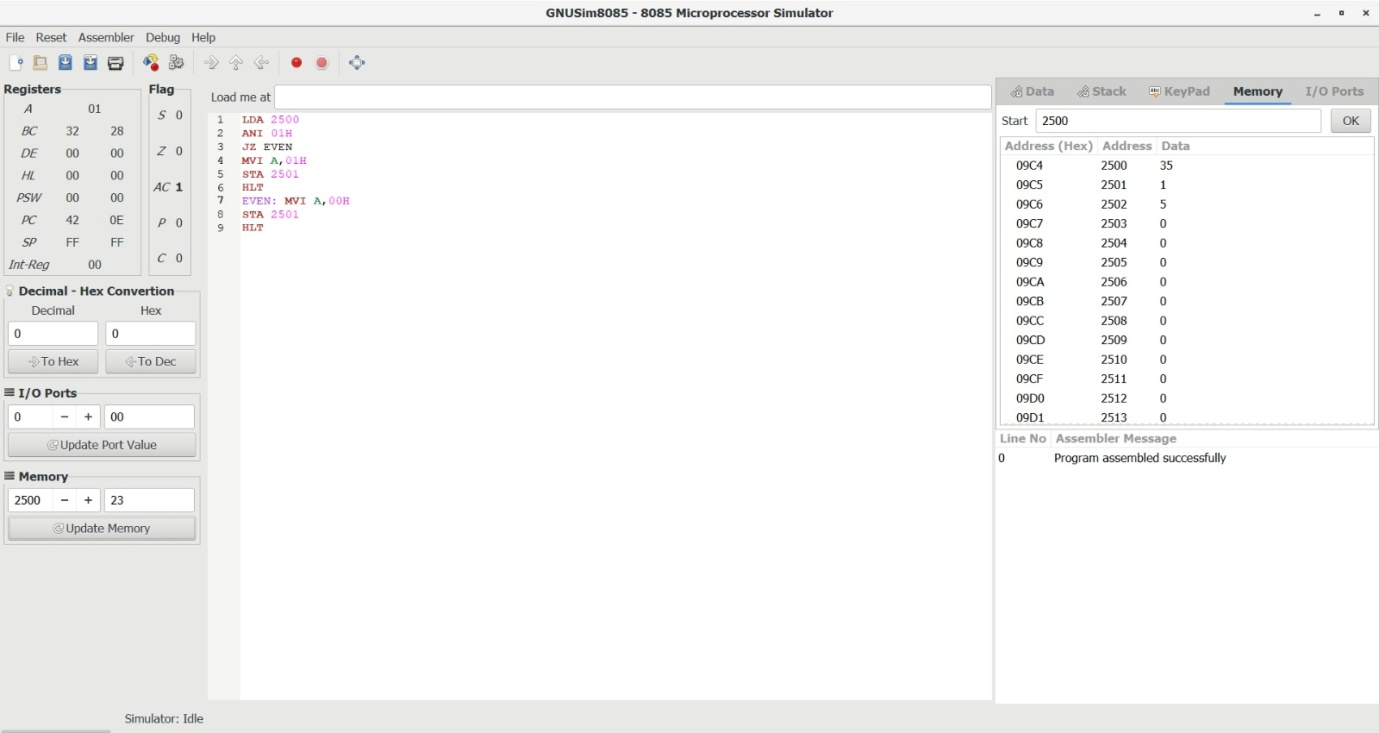 GNUSim8085 - 8085 Microprocessor Simulator
File Reset Assembler Debug Help
Registers
A 01
BC 32 28
DE 00 00
HL 00 00
PSW 00 00
PC 42 0E
SP FF FF
Int-Reg 00
Flag
S 0
Z 0
AC 1
P 0
C 0
Decimal - Hex Convertion
Decimal Hex
0 0
To Hex To Dec
I/O Ports
0 - + 00
Update Port Value
Memory
2500 - + 23
Update Memory
Load me at
1 LDA 2500
2 ANI 01H
3 JZ EVEN
4 MVI A,01H
5 STA 2501
6 HLT
7 EVEN: MVI A,00H
8 STA 2501
9 HLT
Data Stack KeyPad Memory I/O Ports
Start 2500 OK
Address (Hex) Address Data
09C4 2500 35
09C5 2501 1
09C6 2502 5
09C7 2503 0
09C8 2504 0
09C9 2505 0
09CA 2506 0
09CB 2507 0
09CC 2508 0
09CD 2509 0
09CE 2510 0
09CF 2511 0
09D0 2512 0
09D1 2513 0
Line No Assembler Message
0 Program assembled successfully
Simulator: Idle